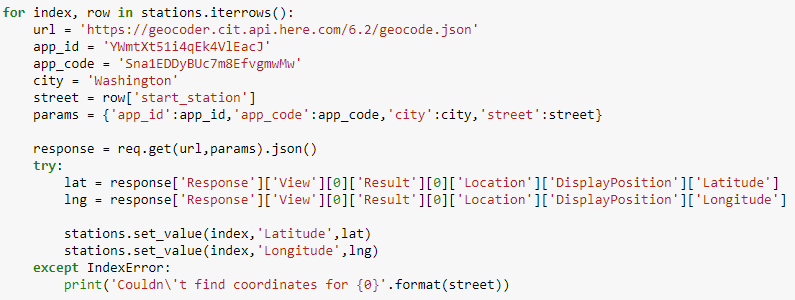 for index, row in stations.iterrows():
    url = 'https://geocoder.cit.api.here.com/6.2/geocode.json'
    app_id = 'YWmtXt51i4qEk4VlEacJ'
    app_code = 'Sna1EDDyBUc7m8EfvgmwMw'
    city = 'Washington'
    street = row['start_station']
    params = {'app_id':app_id,'app_code':app_code,'city':city,'street':street}

    response = req.get(url,params).json()
    try:
        lat = response['Response']['View'][0]['Result'][0]['Location']['DisplayPosition']['Latitude']
        lng = response['Response']['View'][0]['Result'][0]['Location']['DisplayPosition']['Longitude']

        stations.set_value(index,'Latitude',lat)
        stations.set_value(index,'Longitude',lng)
    except IndexError:
        print('Couldn\'t find coordinates for {0}'.format(street))